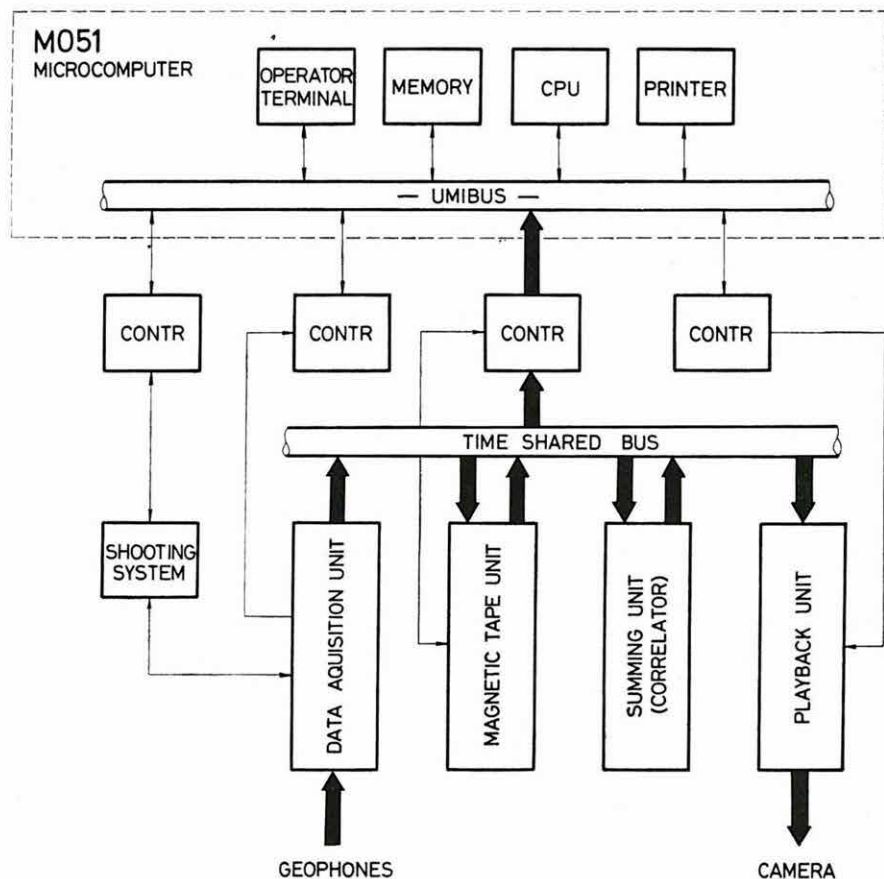 MO51
MICROCOMPUTER
OPERATOR
TERMINAL
MEMORY
CPU
PRINTER
— UMIBUS —
CONTR
CONTR
CONTR
CONTR
TIME SHARED BUS
SHOOTING
SYSTEM
DATA AQUISITION UNIT
MAGNETIC TAPE UNIT
SUMMING UNIT
(CORRELATOR)
PLAYBACK UNIT
GEOPHONES
CAMERA